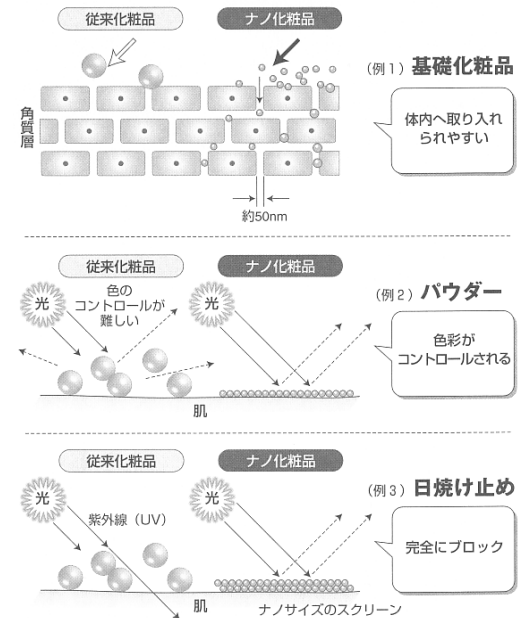 従来化粧品
ナノ化粧品
(例1) 基礎化粧品
角質層
体内へ取り入れ
られやすい
約50nm
従来化粧品
ナノ化粧品
(例2) パウダー
光
色の
コントロールが
難しい
光
色彩が
コントロールされる
肌
従来化粧品
ナノ化粧品
(例3) 日焼け止め
光
紫外線(UV)
光
完全にブロック
肌
ナノサイズのスクリーン